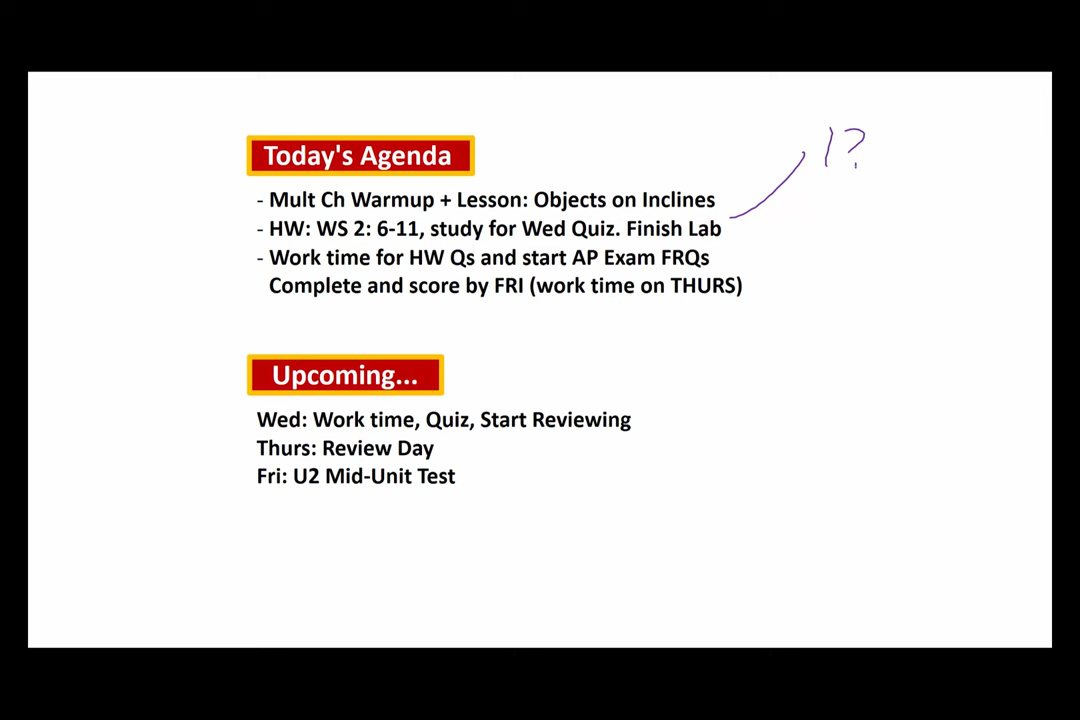 Today's Agenda
1?
- Mult Ch Warmup + Lesson: Objects on Inclines
- HW: WS 2: 6-11, study for Wed Quiz. Finish Lab
- Work time for HW Qs and start AP Exam FRQs
Complete and score by FRI (work time on THURS)
Upcoming...
Wed: Work time, Quiz, Start Reviewing
Thurs: Review Day
Fri: U2 Mid-Unit Test